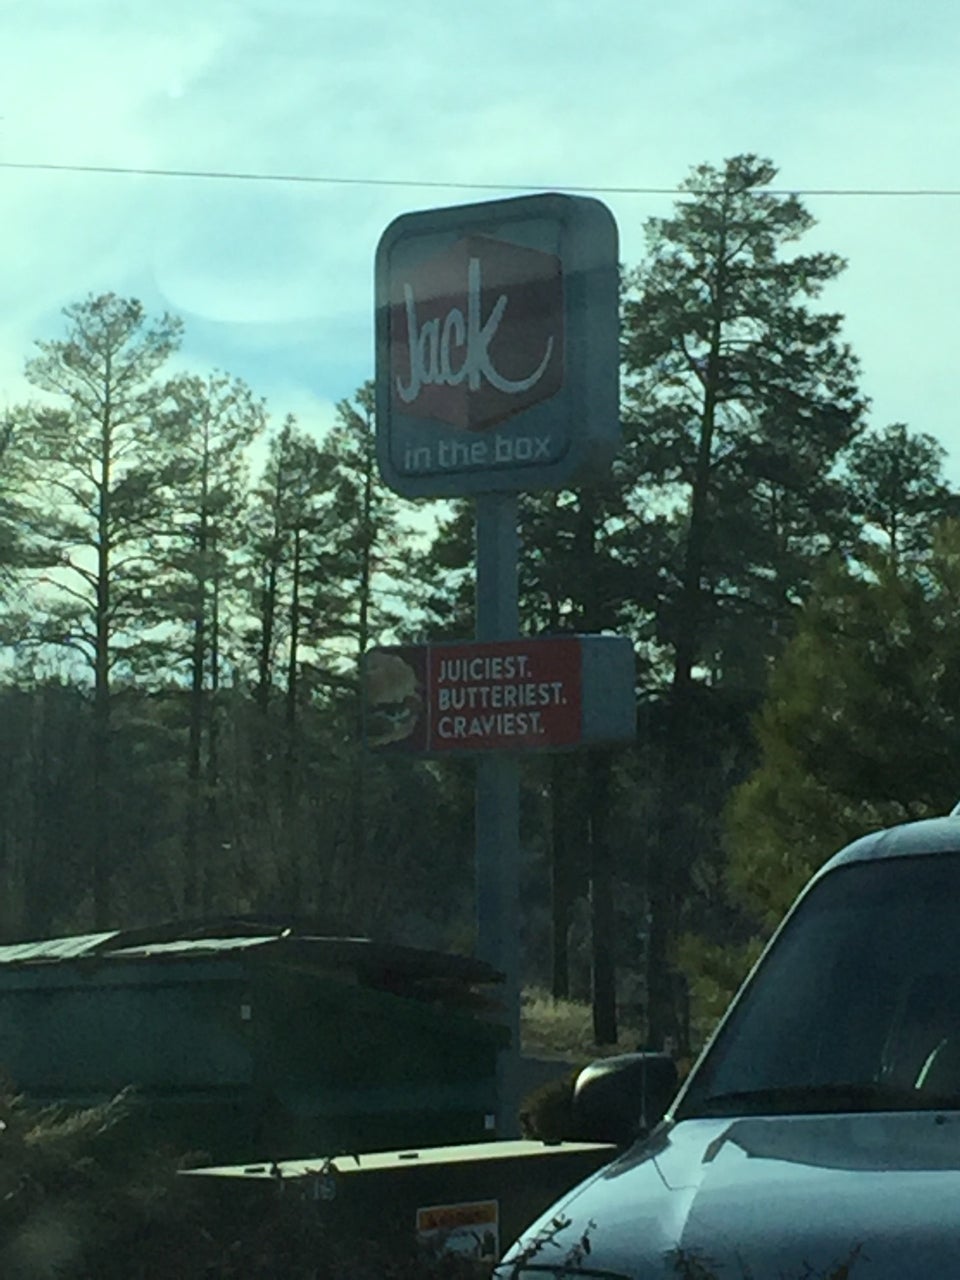 Jack
in the box
JUICIEST.
BUTTERIEST.
CRAVIEST.